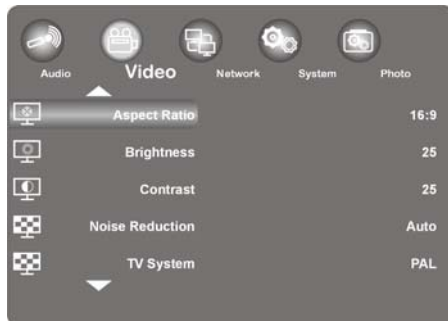 Audio Video Network System Photo
Aspect Ratio 16:9
Brightness 25
Contrast 25
Noise Reduction Auto
TV System PAL